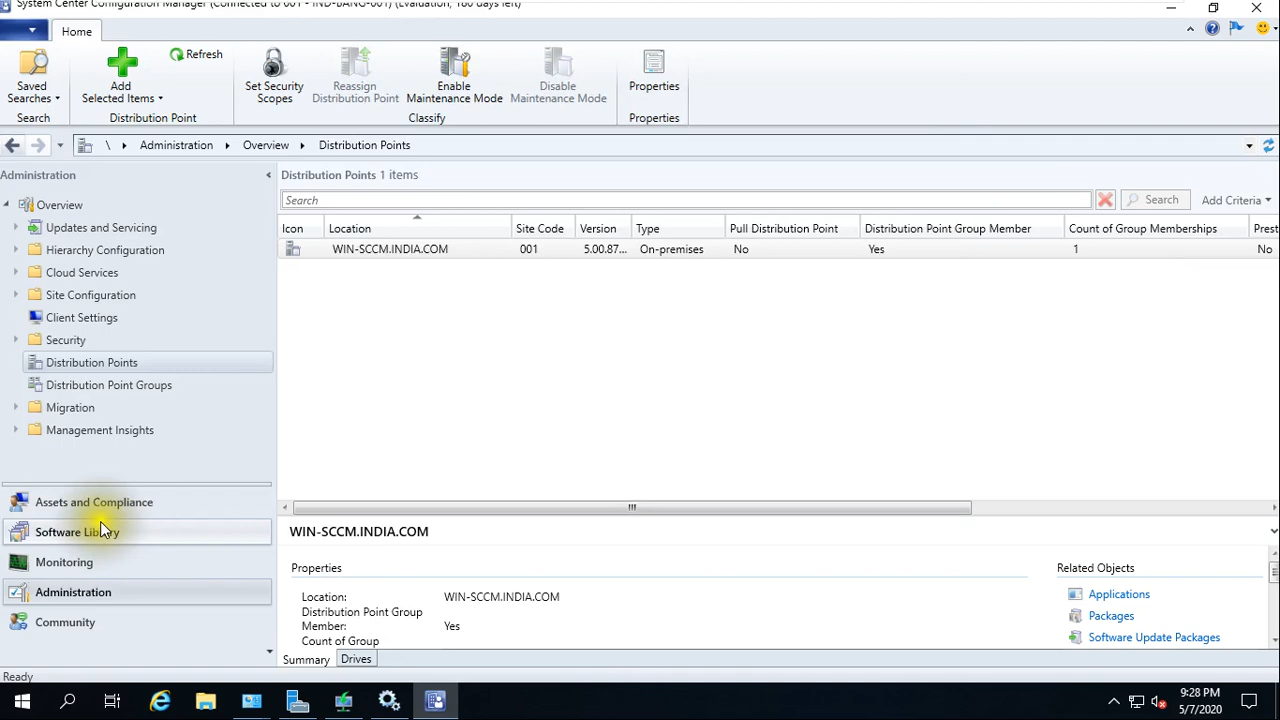 System Center Configuration Manager (Connected to 001 - IND-BANG-001) (Evaluation, 180 days left)
Home
Saved Searches
Search
Add Selected Items
Refresh
Distribution Point
Set Security Scopes
Reassign Distribution Point
Enable Maintenance Mode
Disable Maintenance Mode
Classify
Properties
Properties
\ Administration Overview Distribution Points
Administration
Overview
Updates and Servicing
Hierarchy Configuration
Cloud Services
Site Configuration
Client Settings
Security
Distribution Points
Distribution Point Groups
Migration
Management Insights
Assets and Compliance
Software Library
Monitoring
Administration
Community
Distribution Points 1 items
Search Search Add Criteria
Icon Location Site Code Version Type Pull Distribution Point Distribution Point Group Member Count of Group Memberships Prest
WIN-SCCM.INDIA.COM 001 5.00.87... On-premises No Yes 1 No
WIN-SCCM.INDIA.COM
Properties
Location: WIN-SCCM.INDIA.COM
Distribution Point Group
Member: Yes
Count of Group
Related Objects
Applications
Packages
Software Update Packages
Summary Drives
Ready
9:28 PM
5/7/2020